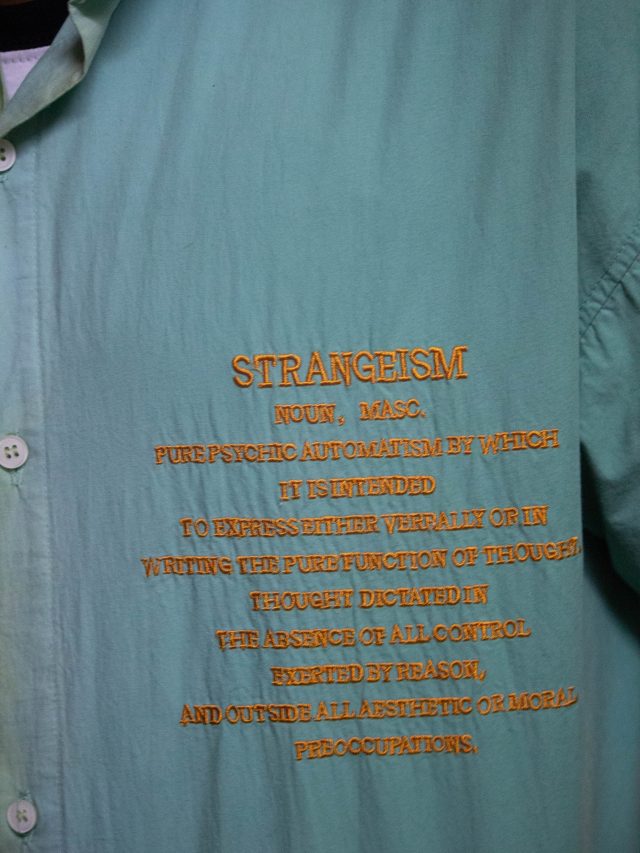 STRANGEISM
NOUN, MASC.
PURE PSYCHIC AUTOMATISM BY WHICH
IT IS INTENDED
TO EXPRESS EITHER VERBALLY OR IN
WRITING THE PURE FUNCTION OF THOUGHT.
THOUGHT DICTATED IN
THE ABSENCE OF ALL CONTROL
EXERTED BY REASON,
AND OUTSIDE ALL AESTHETIC OR MORAL
PREOCCUPATIONS.